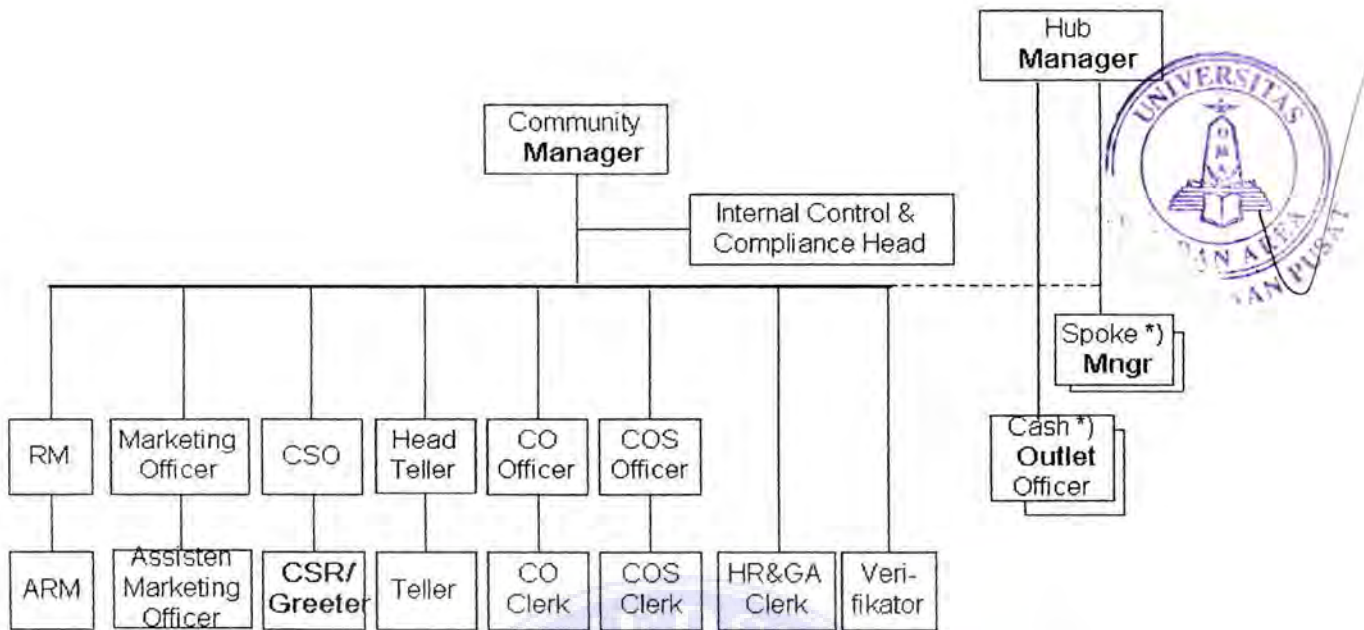 Hub
Manager
UNIVERSITAS
Community
Manager
Internal Control &
Compliance Head
AREA
PUSAT
Spoke *)
Mngr
Cash *)
Outlet
Officer
RM
Marketing
Officer
CSO
Head
Teller
CO
Officer
COS
Officer
ARM
Assisten
Marketing
Officer
CSR/
Greeter
Teller
CO
Clerk
COS
Clerk
HR&GA
Clerk
Veri-
fikator